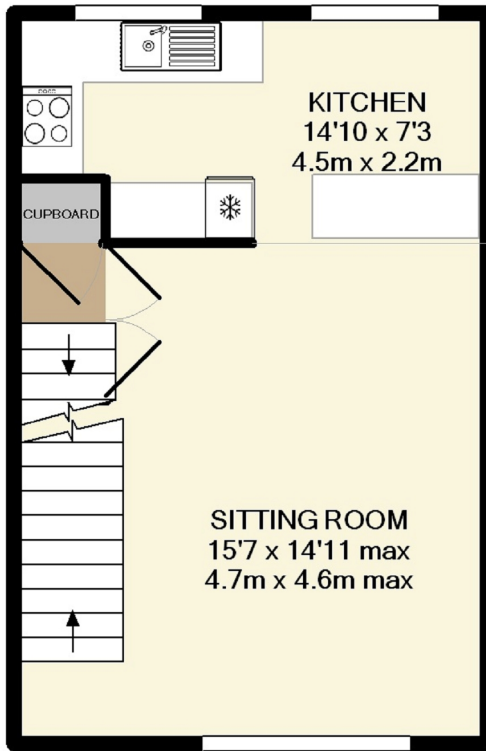 KITCHEN
14'10 x 7'3
4.5m x 2.2m
CUPBOARD
SITTING ROOM
15'7 x 14'11 max
4.7m x 4.6m max